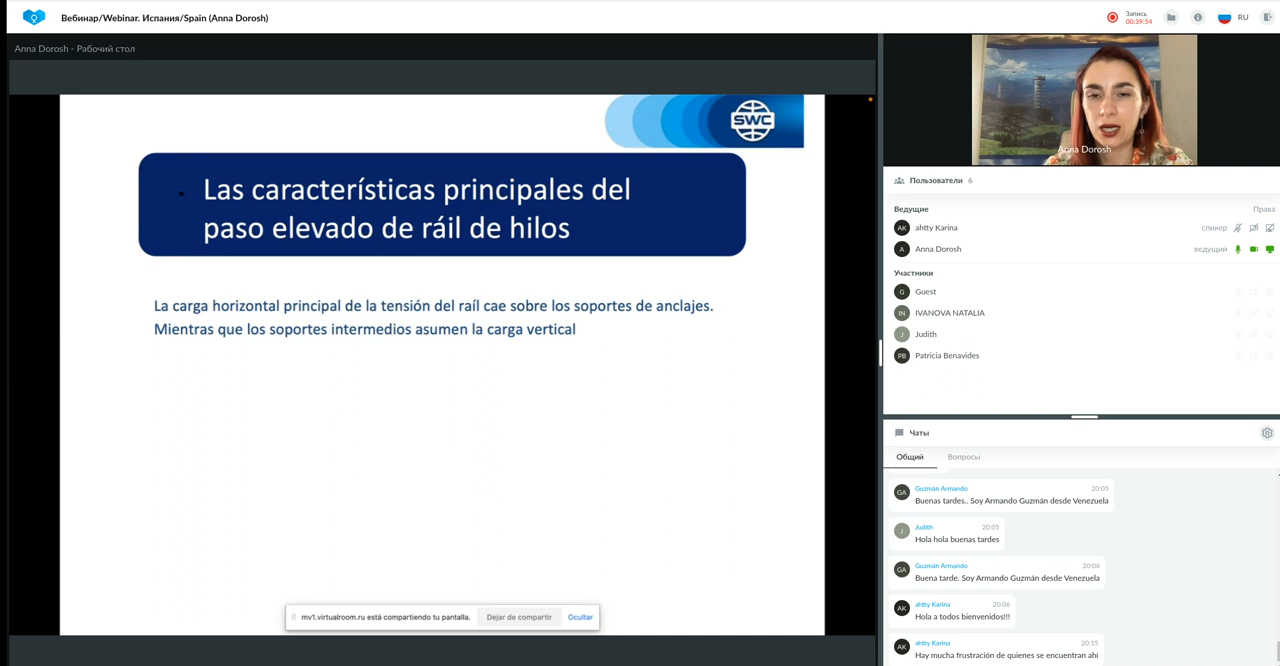 Вебинар/Webinar. Испания/Spain (Anna Dorosh)
Запись
00:39:54
RU
Anna Dorosh - Рабочий стол
SWC
Las características principales del
paso elevado de ráil de hilos
La carga horizontal principal de la tensión del raíl cae sobre los soportes de anclajes.
Mientras que los soportes intermedios asumen la carga vertical
mv1.virtualroom.ru está compartiendo tu pantalla.
Dejar de compartir
Ocultar
Anna Dorosh
Пользователи 6
Ведущие
Права
AK ahtty Karina спикер
A Anna Dorosh ведущий
Участники
G Guest
IN IVANOVA NATALIA
J Judith
PB Patricia Benavides
Чаты
Общий Вопросы
GA Guzmán Armando 20:05
Buenas tardes.. Soy Armando Guzmán desde Venezuela
J Judith 20:05
Hola hola buenas tardes
GA Guzmán Armando 20:06
Buena tarde. Soy Armando Guzmán desde Venezuela
AK ahtty Karina 20:06
Hola a todos bienvenidos!!!
AK ahtty Karina 20:15
Hay mucha frustración de quienes se encuentran ahí